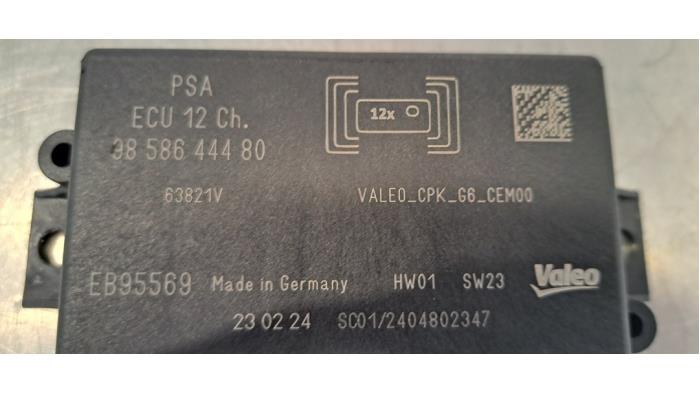 PSA
ECU 12 Ch.
98 586 444 80
12x
63821V
VALEO_CPK_G6_CEM00
EB95569 Made in Germany HW01 SW23 Valeo
23 02 24 SC01/2404802347